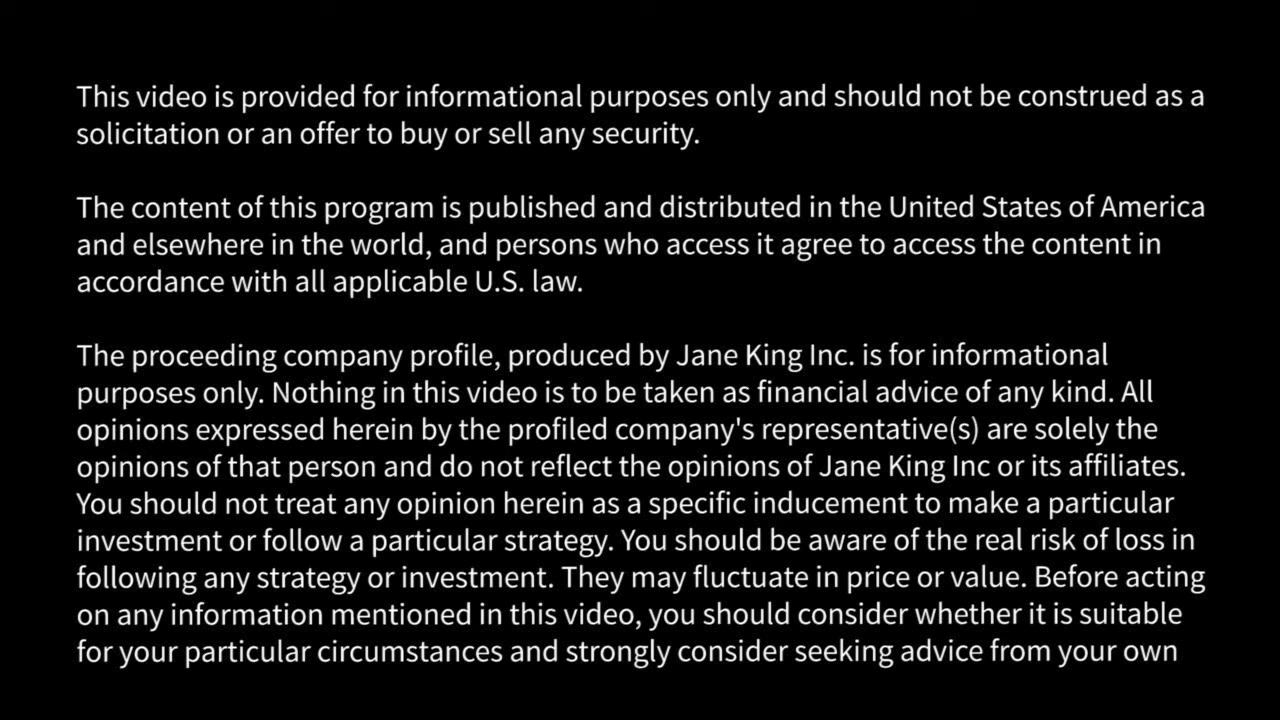 This video is provided for informational purposes only and should not be construed as a
solicitation or an offer to buy or sell any security.
The content of this program is published and distributed in the United States of America
and elsewhere in the world, and persons who access it agree to access the content in
accordance with all applicable U.S. law.
The proceeding company profile, produced by Jane King Inc. is for informational
purposes only. Nothing in this video is to be taken as financial advice of any kind. All
opinions expressed herein by the profiled company's representative(s) are solely the
opinions of that person and do not reflect the opinions of Jane King Inc or its affiliates.
You should not treat any opinion herein as a specific inducement to make a particular
investment or follow a particular strategy. You should be aware of the real risk of loss in
following any strategy or investment. They may fluctuate in price or value. Before acting
on any information mentioned in this video, you should consider whether it is suitable
for your particular circumstances and strongly consider seeking advice from your own